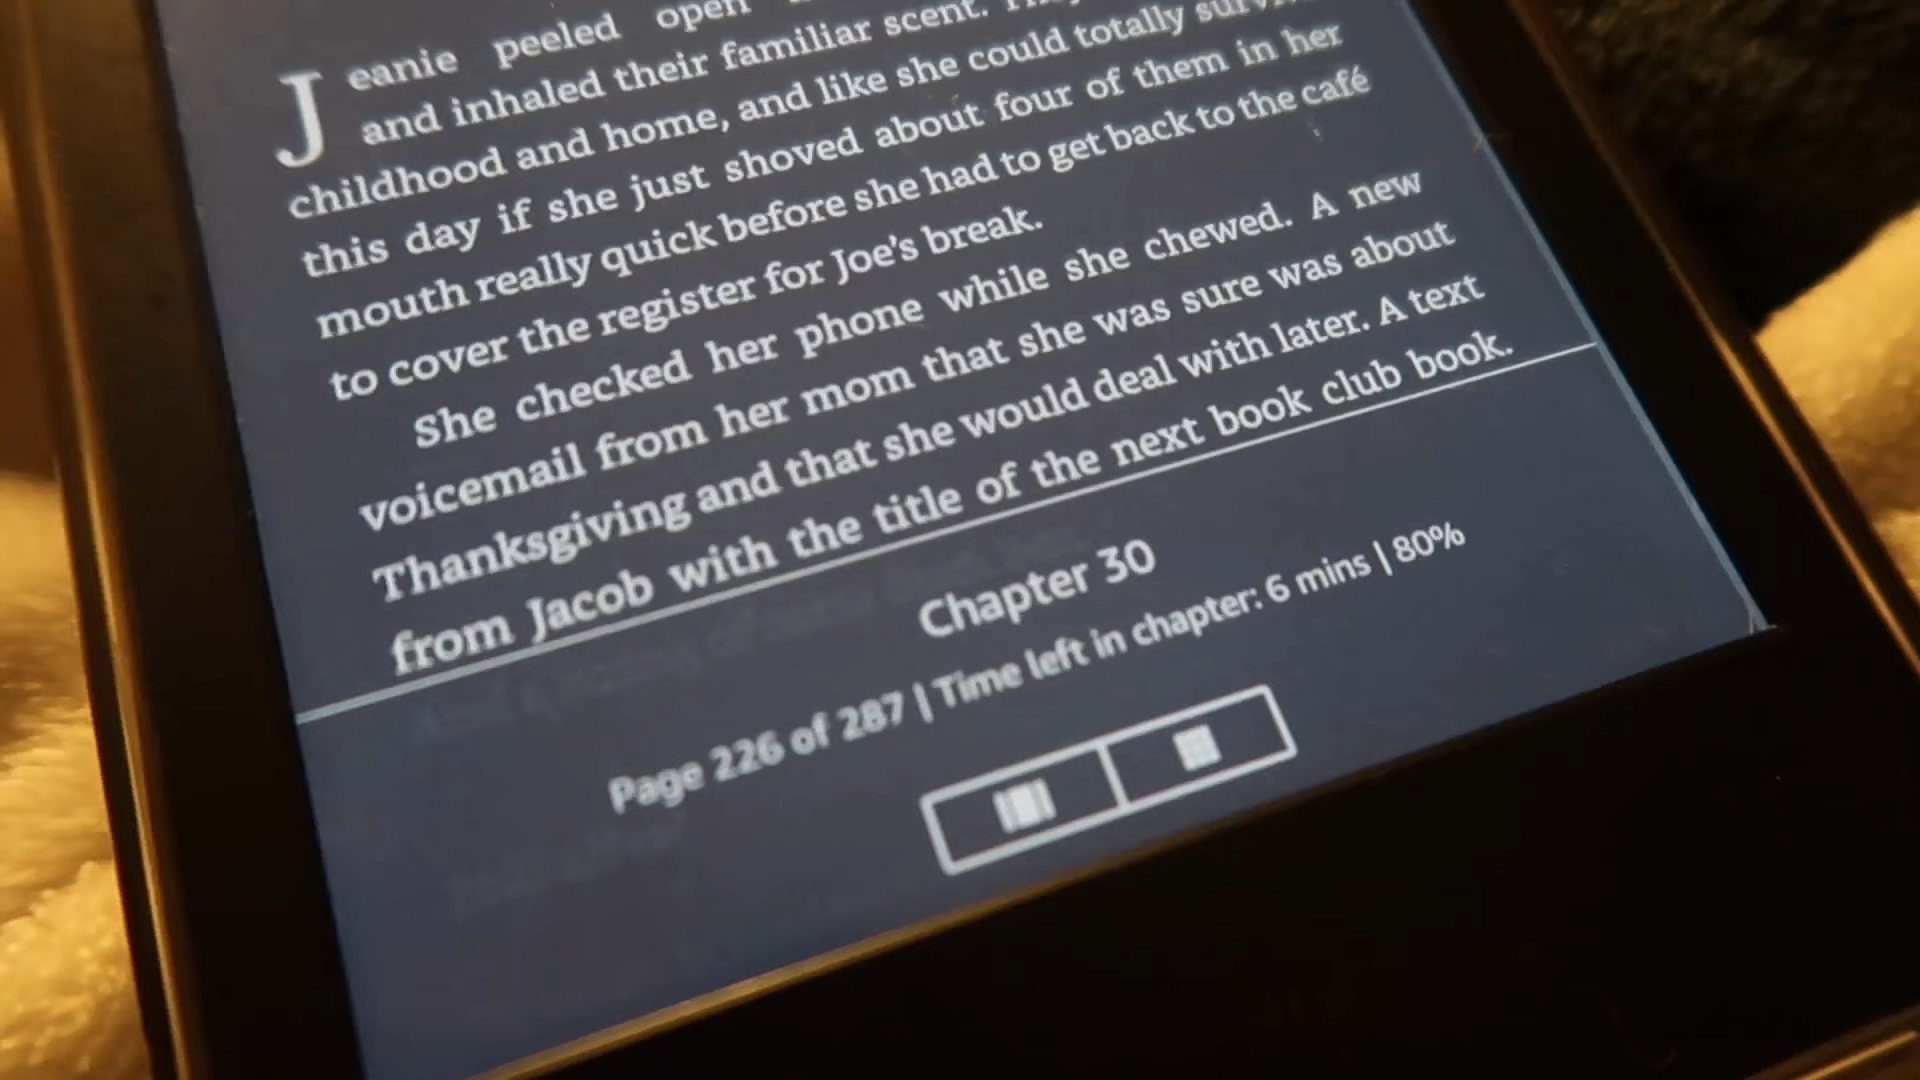 Jeanie peeled open
and inhaled their familiar scent.
childhood and home, and like she could totally
this day if she just shoved about four of them in her
mouth really quick before she had to get back to the café
to cover the register for Joe's break.
She checked her phone while she chewed. A new
voicemail from her mom that she was sure was about
Thanksgiving and that she would deal with later. A text
from Jacob with the title of the next book club book.
Chapter 30
Page 226 of 287 | Time left in chapter: 6 mins | 80%